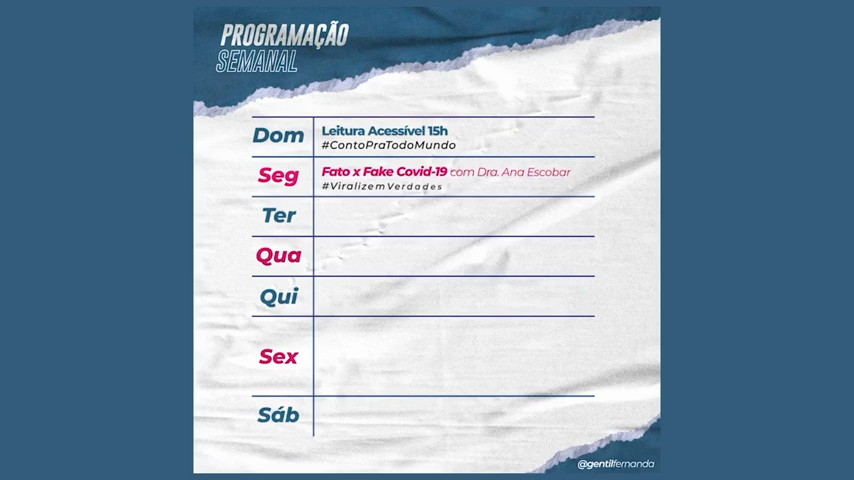 PROGRAMAÇÃO
SEMANAL
Dom
Leitura Acessível 15h
#ContoPraTodoMundo
Seg
Fato x Fake Covid-19 com Dra. Ana Escobar
#ViralizemVerdades
Ter
Qua
Qui
Sex
Sáb
@gentilfernanda